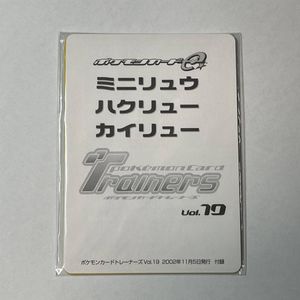 ポケモンカードe
ミニリュウ
ハクリュー
カイリュー
pokémon Card
Trainers
ポケモンカードトレーナーズ
Vol. 19
ポケモンカードトレーナーズVol.19 2002年11月5日発行 付録